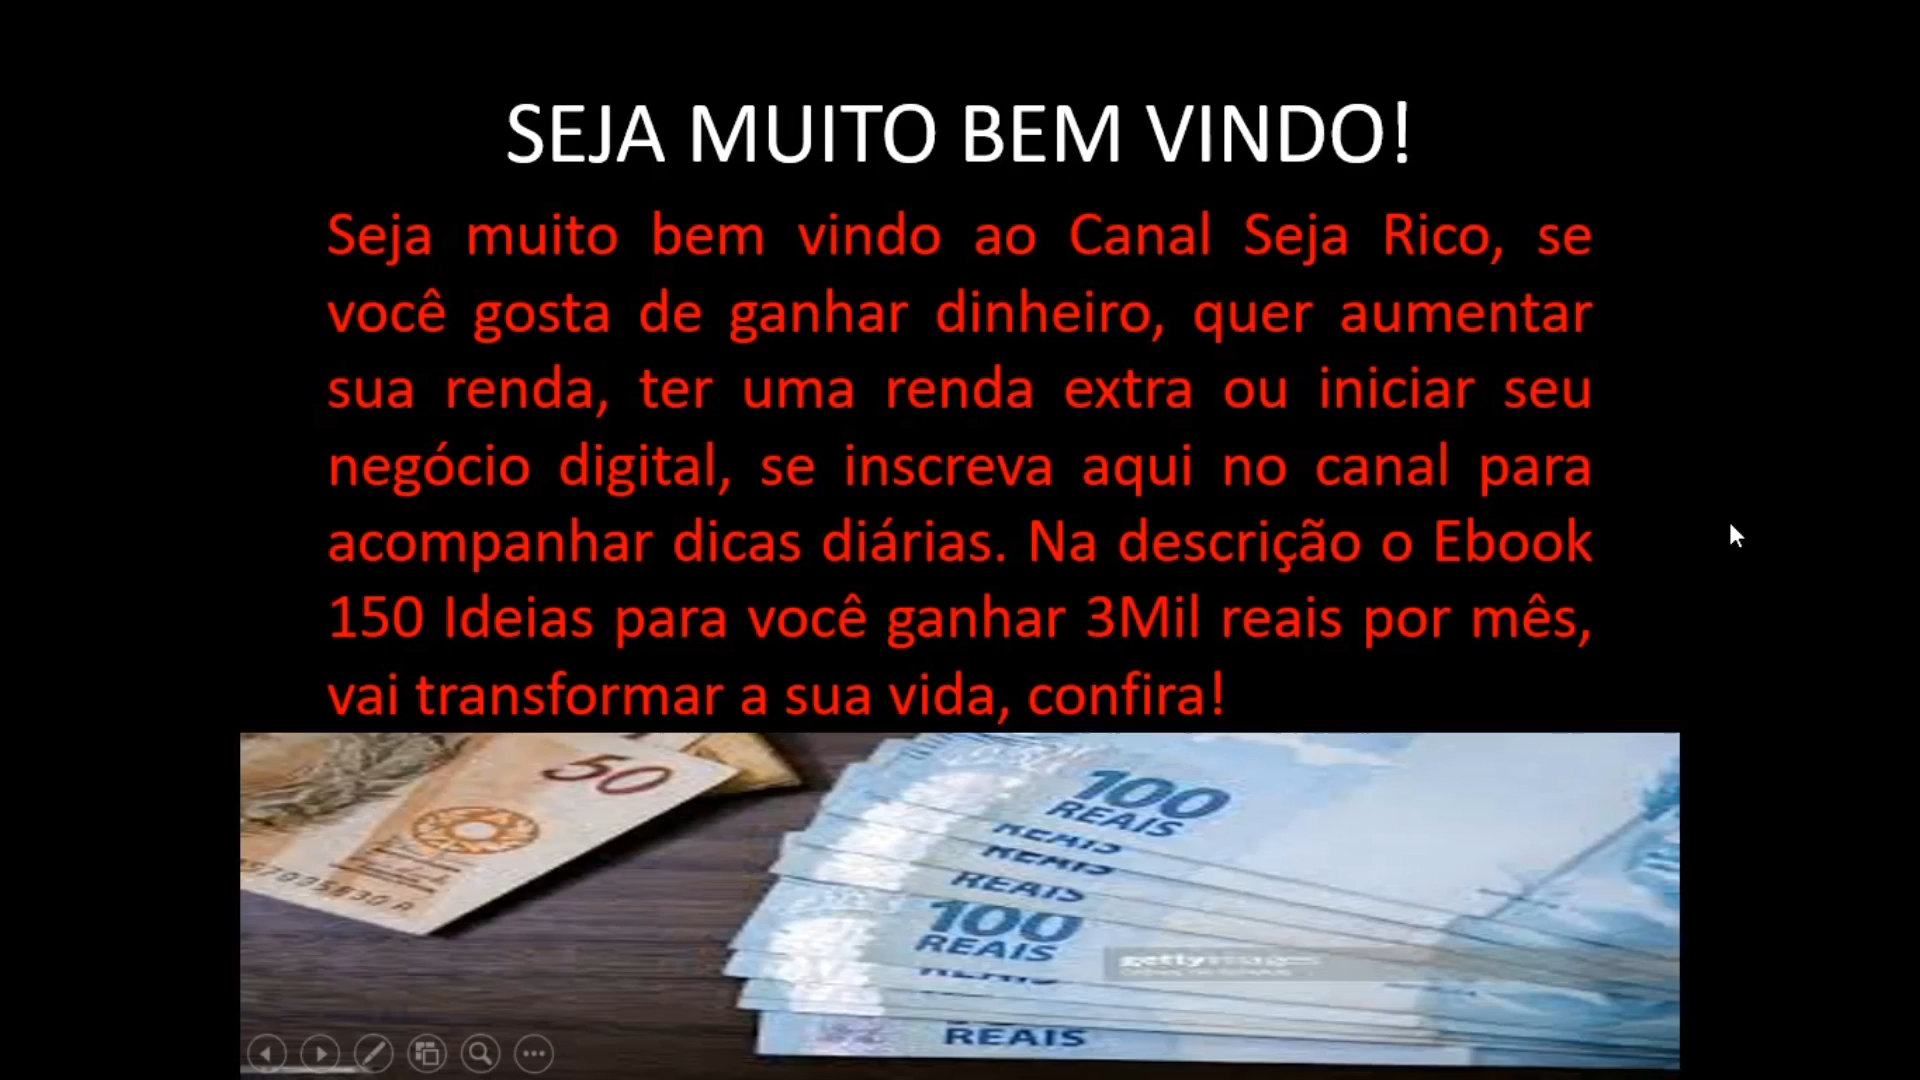 SEJA MUITO BEM VINDO!
Seja muito bem vindo ao Canal Seja Rico, se
você gosta de ganhar dinheiro, quer aumentar
sua renda, ter uma renda extra ou iniciar seu
negócio digital, se inscreva aqui no canal para
acompanhar dicas diárias. Na descrição o Ebook
150 Ideias para você ganhar 3Mil reais por mês,
vai transformar a sua vida, confira!
50
100
REAIS
REAIS
REAIS
REAIS
100
REAIS
gettyimages
REAIS